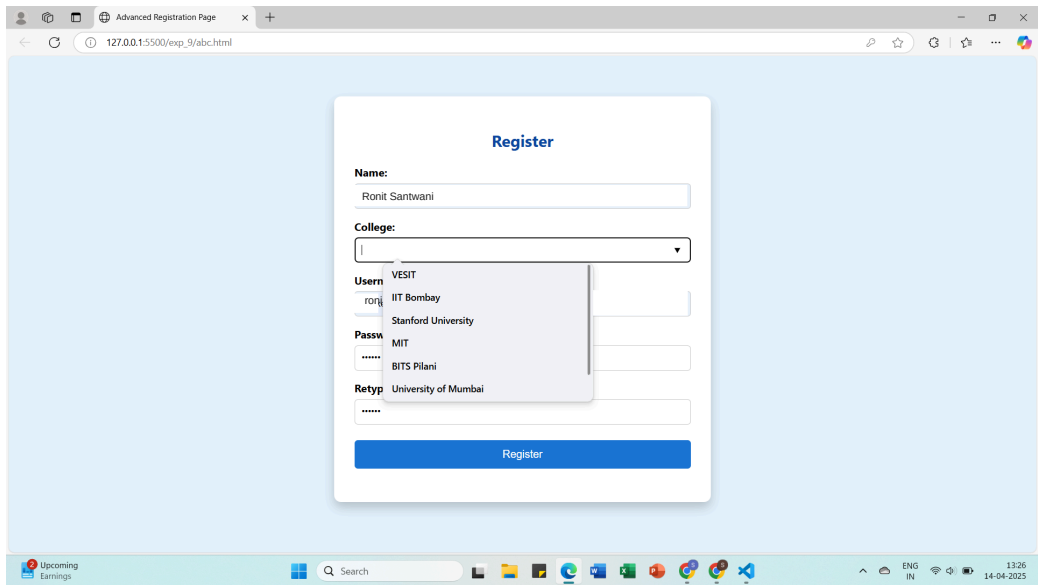 Advanced Registration Page
127.0.0.1:5500/exp_9/abc.html
Register
Name:
Ronit Santwani
College:
VESIT
IIT Bombay
Stanford University
MIT
BITS Pilani
University of Mumbai
Register
2 Upcoming
Earnings
Search
ENG
IN
13:26
14-04-2025